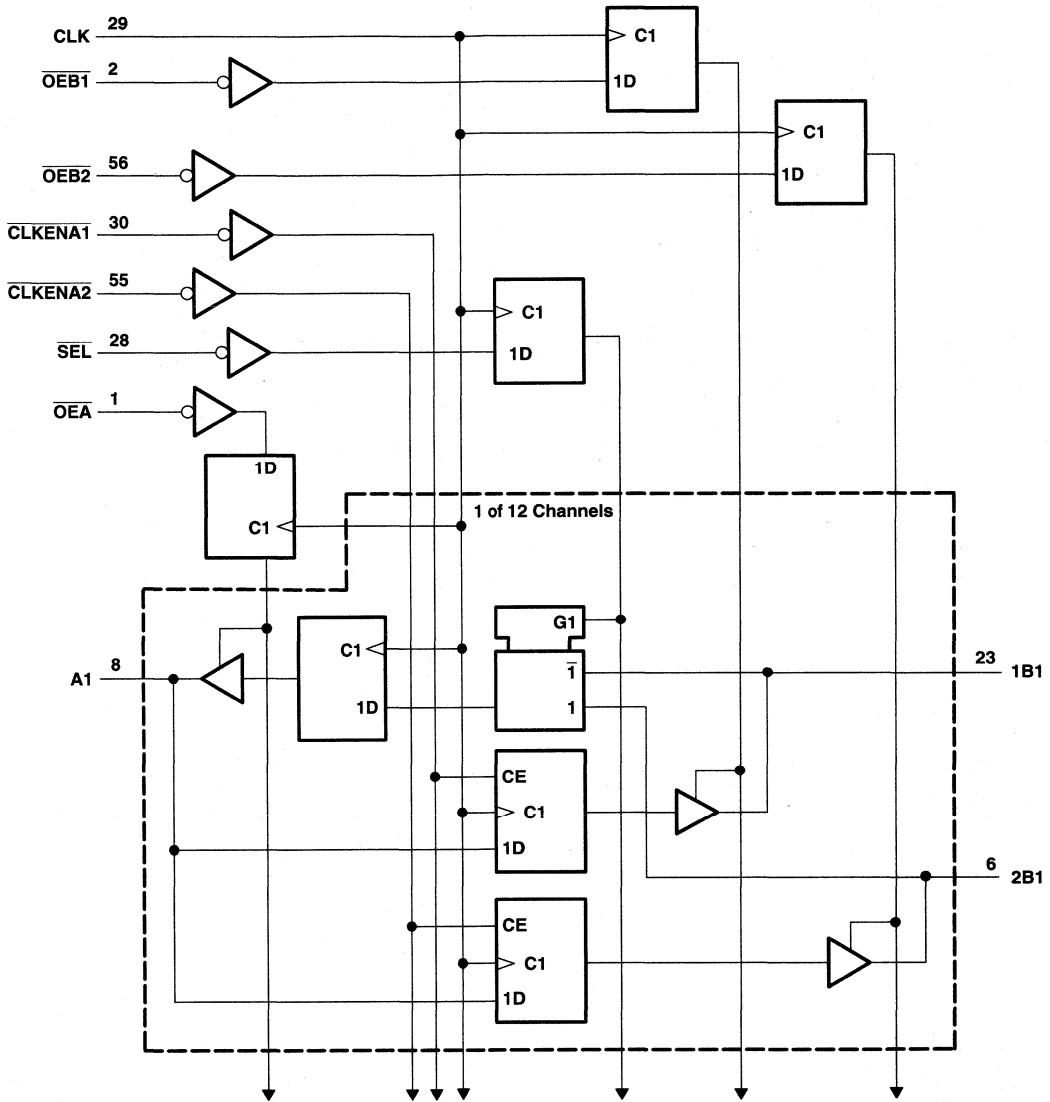 CLK 29
C1
OEB1 2
1D
C1
OEB2 56
1D
CLKENA1 30
CLKENA2 55
C1
SEL 28
1D
OEA 1
1D
1 of 12 Channels
C1
G1
A1 8
C1
1D
1
1
23 1B1
CE
C1
1D
6 2B1
CE
C1
1D